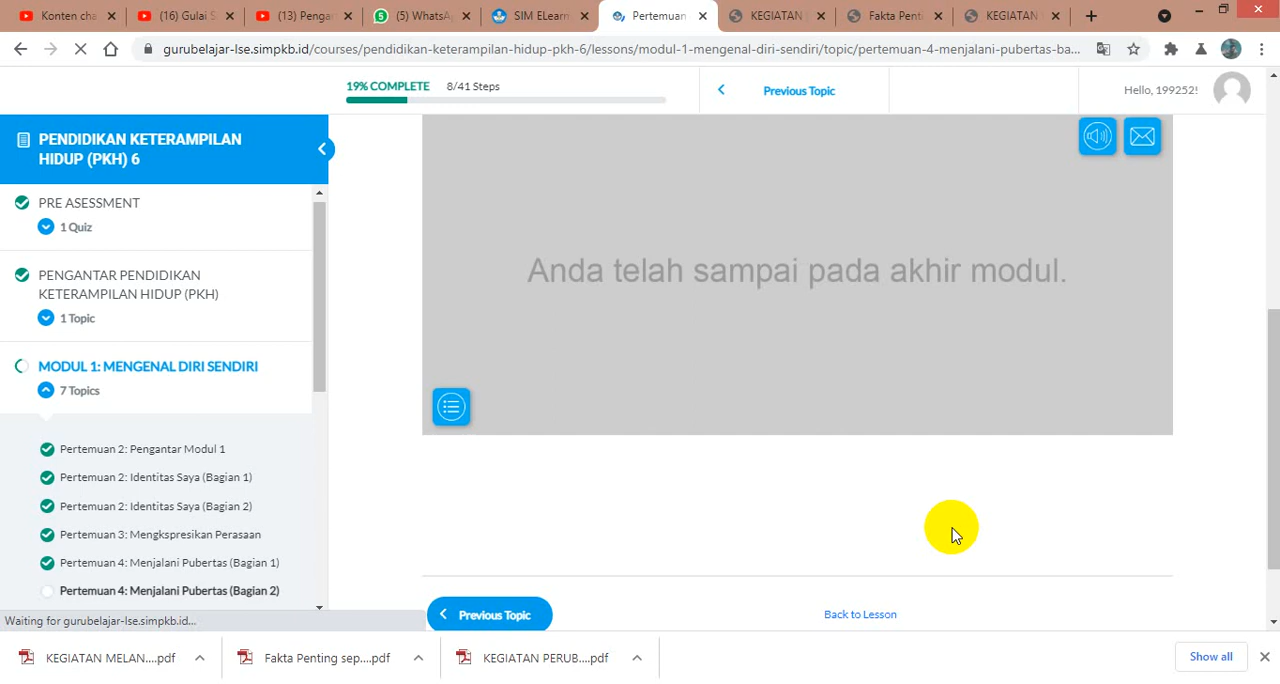 Konten cha
(16) Gulai S
(13) Penga
(5) WhatsA
SIM ELearn
Pertemuan
KEGIATAN
Fakta Penti
KEGIATAN
gurubelajar-lse.simpkb.id/courses/pendidikan-keterampilan-hidup-pkh-6/lessons/modul-1-mengenal-diri-sendiri/topic/pertemuan-4-menjalani-pubertas-ba...
19% COMPLETE 8/41 Steps
Previous Topic
Hello, 199252!
PENDIDIKAN KETERAMPILAN
HIDUP (PKH) 6
PRE ASESSMENT
1 Quiz
PENGANTAR PENDIDIKAN
KETERAMPILAN HIDUP (PKH)
1 Topic
MODUL 1: MENGENAL DIRI SENDIRI
7 Topics
Pertemuan 2: Pengantar Modul 1
Pertemuan 2: Identitas Saya (Bagian 1)
Pertemuan 2: Identitas Saya (Bagian 2)
Pertemuan 3: Mengkspresikan Perasaan
Pertemuan 4: Menjalani Pubertas (Bagian 1)
Pertemuan 4: Menjalani Pubertas (Bagian 2)
Anda telah sampai pada akhir modul.
Previous Topic
Back to Lesson
Waiting for gurubelajar-lse.simpkb.id...
KEGIATAN MELAN....pdf
Fakta Penting sep....pdf
KEGIATAN PERUB....pdf
Show all